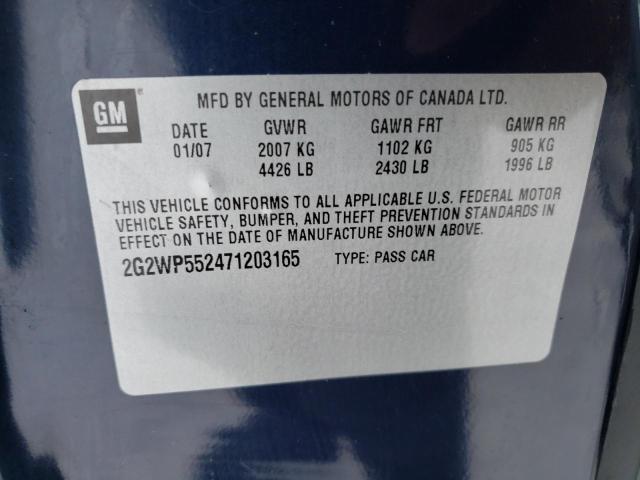 GM
MFD BY GENERAL MOTORS OF CANADA LTD.
DATE GVWR GAWR FRT GAWR RR
01/07 2007 KG 1102 KG 905 KG
4426 LB 2430 LB 1996 LB
THIS VEHICLE CONFORMS TO ALL APPLICABLE U.S. FEDERAL MOTOR
VEHICLE SAFETY, BUMPER, AND THEFT PREVENTION STANDARDS IN
EFFECT ON THE DATE OF MANUFACTURE SHOWN ABOVE.
2G2WP552471203165 TYPE: PASS CAR